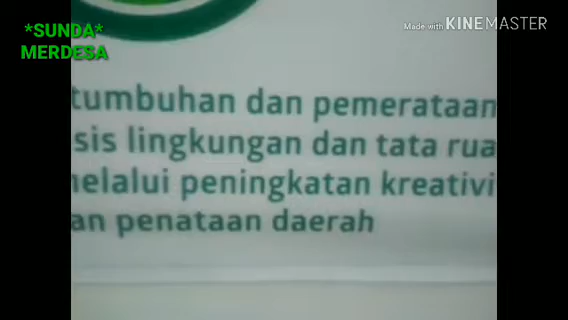 *SUNDA*
MERDESA
Made with KINEMASTER
tumbuhan dan pemerataan
sis lingkungan dan tata rua
nelalui peningkatan kreativi
an penataan daerah